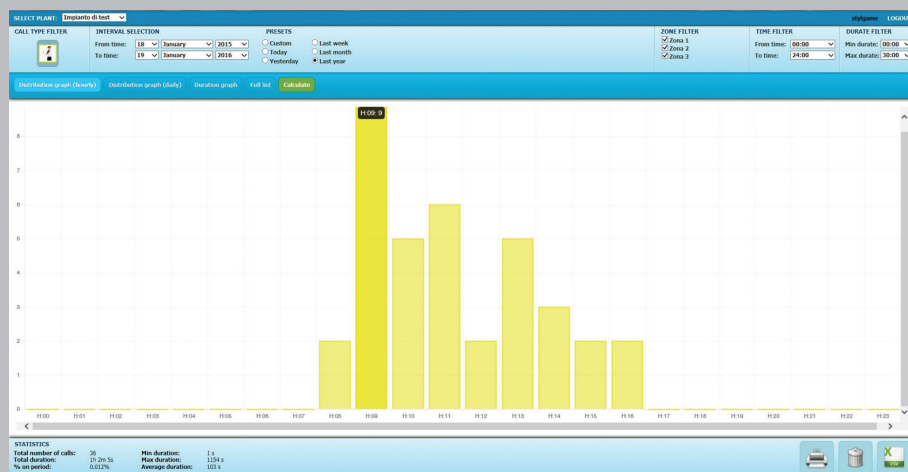 SELECT PLANT: Impianto di test
stylgame LOGOUT
CALL TYPE FILTER INTERVAL SELECTION PRESETS ZONE FILTER TIME FILTER DURATE FILTER
From time: 18 January 2015 Custom Last week Zona 1 From time: 00:00 Min durate: 00:00
To time: 19 January 2016 Today Last month Zona 2 To time: 24:00 Max durate: 30:00
Yesterday Last year Zona 3
Distribution graph (hourly) Distribution graph (daily) Duration graph Full list Calculate
H:09: 9
8
7
6
5
4
3
2
1
0
H:00 H:01 H:02 H:03 H:04 H:05 H:06 H:07 H:08 H:09 H:10 H:11 H:12 H:13 H:14 H:15 H:16 H:17 H:18 H:19 H:20 H:21 H:22 H:23
STATISTICS
Total number of calls: 36 Min duration: 1 s
Total duration: 1h 2m 5s Max duration: 1154 s
% on period: 0.012% Average duration: 103 s
X